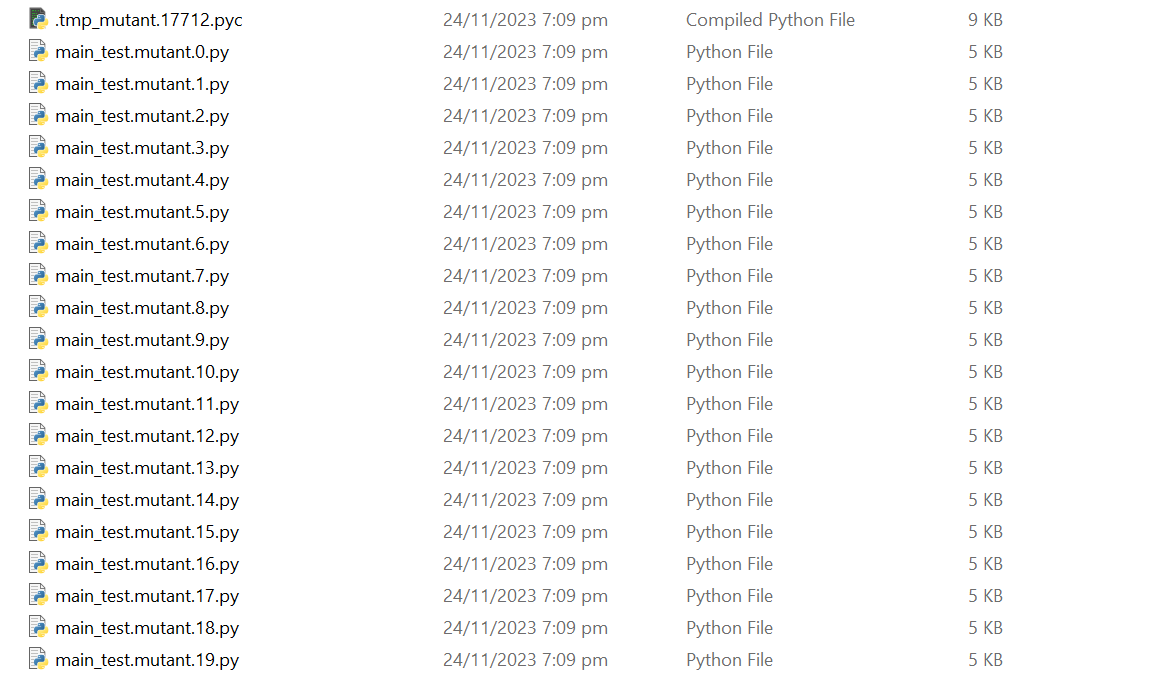 .tmp_mutant.17712.pyc 24/11/2023 7:09 pm Compiled Python File 9 KB
main_test.mutant.0.py 24/11/2023 7:09 pm Python File 5 KB
main_test.mutant.1.py 24/11/2023 7:09 pm Python File 5 KB
main_test.mutant.2.py 24/11/2023 7:09 pm Python File 5 KB
main_test.mutant.3.py 24/11/2023 7:09 pm Python File 5 KB
main_test.mutant.4.py 24/11/2023 7:09 pm Python File 5 KB
main_test.mutant.5.py 24/11/2023 7:09 pm Python File 5 KB
main_test.mutant.6.py 24/11/2023 7:09 pm Python File 5 KB
main_test.mutant.7.py 24/11/2023 7:09 pm Python File 5 KB
main_test.mutant.8.py 24/11/2023 7:09 pm Python File 5 KB
main_test.mutant.9.py 24/11/2023 7:09 pm Python File 5 KB
main_test.mutant.10.py 24/11/2023 7:09 pm Python File 5 KB
main_test.mutant.11.py 24/11/2023 7:09 pm Python File 5 KB
main_test.mutant.12.py 24/11/2023 7:09 pm Python File 5 KB
main_test.mutant.13.py 24/11/2023 7:09 pm Python File 5 KB
main_test.mutant.14.py 24/11/2023 7:09 pm Python File 5 KB
main_test.mutant.15.py 24/11/2023 7:09 pm Python File 5 KB
main_test.mutant.16.py 24/11/2023 7:09 pm Python File 5 KB
main_test.mutant.17.py 24/11/2023 7:09 pm Python File 5 KB
main_test.mutant.18.py 24/11/2023 7:09 pm Python File 5 KB
main_test.mutant.19.py 24/11/2023 7:09 pm Python File 5 KB